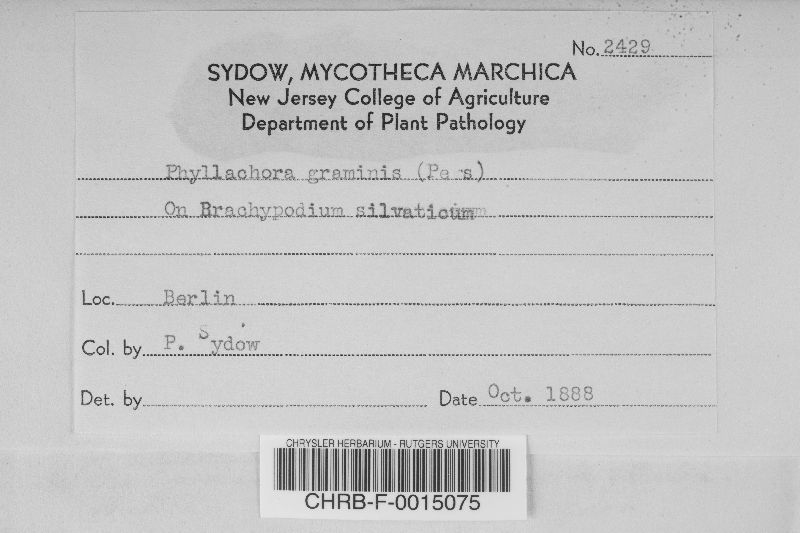 No. 2429
SYDOW, MYCOTHECA MARCHICA
New Jersey College of Agriculture
Department of Plant Pathology
Phyllachora graminis (Pers)
On Brachypodium silvaticum
Loc. Berlin
Col. by P. Sydow
Det. by
Date Oct. 1888
CHRYSLER HERBARIUM - RUTGERS UNIVERSITY
CHRB-F-0015075